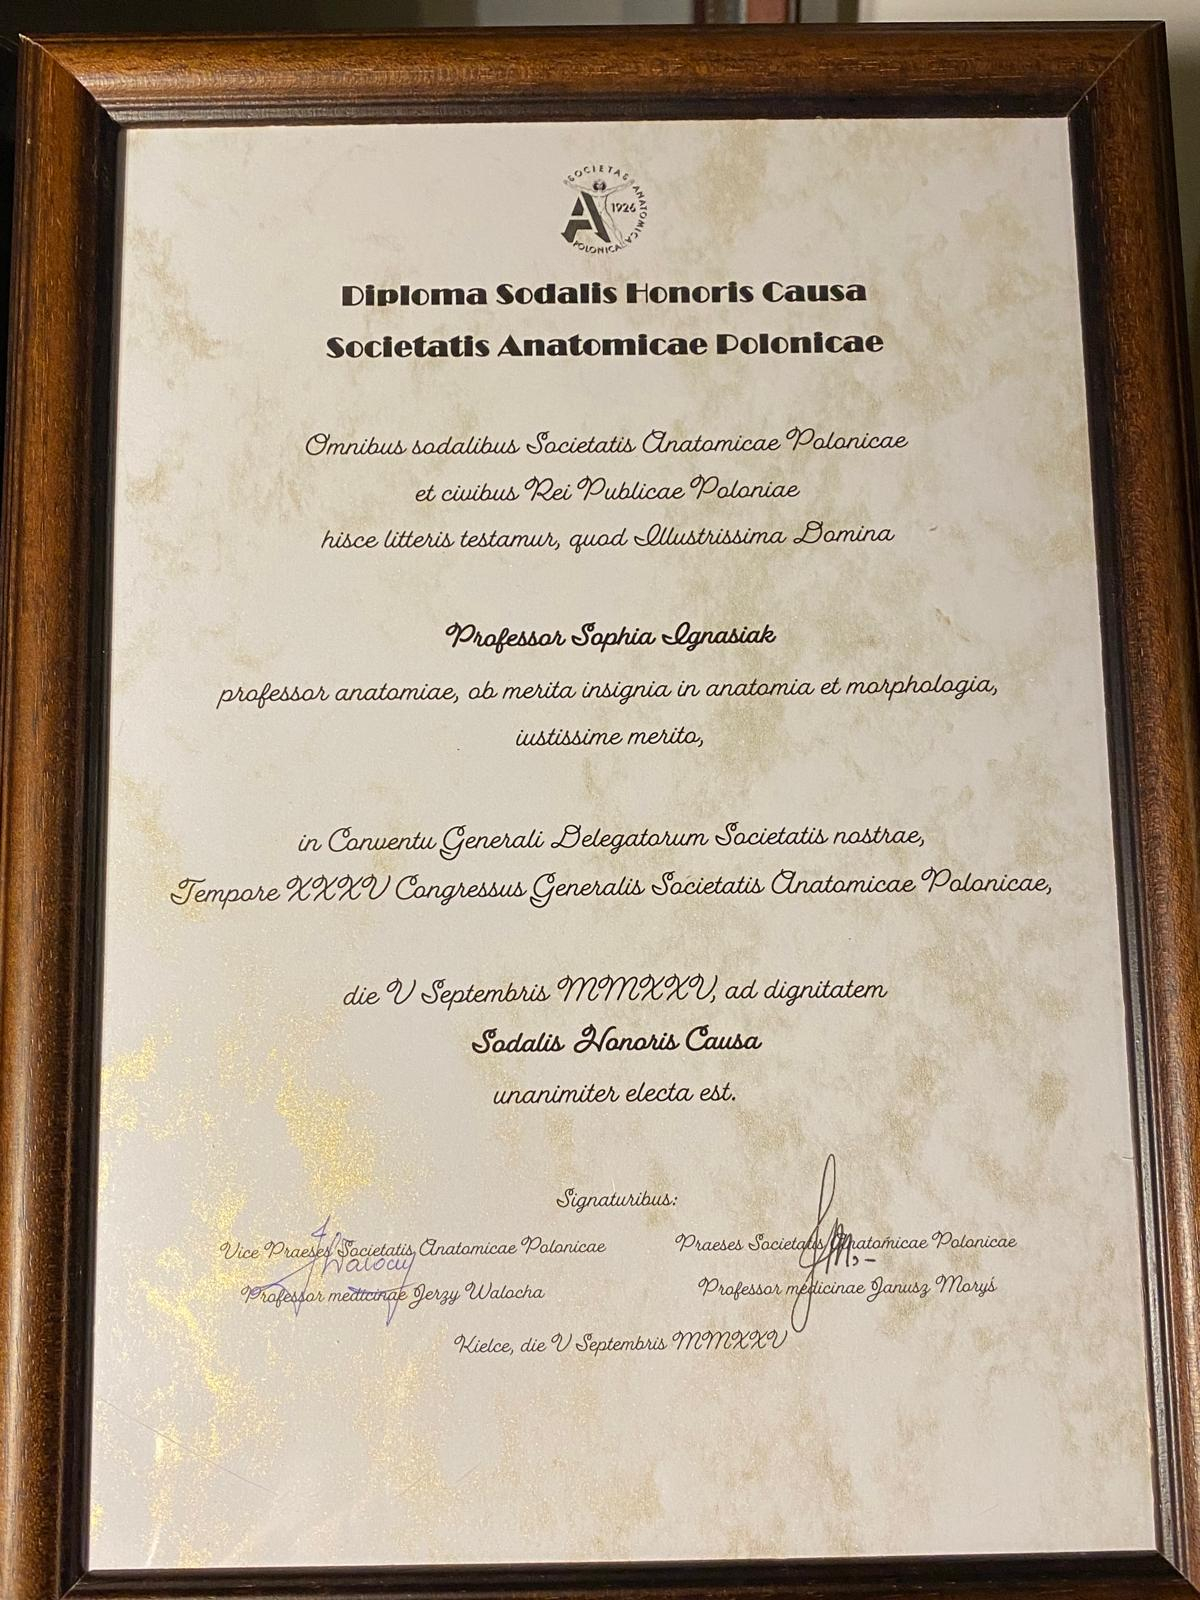 SOCIETAS ANATOMICA POLONICA
A 1926
Diploma Sodalis Honoris Causa
Societatis Anatomicae Polonicae
Omnibus sodalibus Societatis Anatomicae Polonicae
et civibus Rei Publicae Poloniae
hisce litteris testamur, quod Illustrissima Domina
Professor Sophia Ignasiak
professor anatomiae, ob merita insignia in anatomia et morphologia,
iustissime merito,
in Conventu Generali Delegatorum Societatis nostrae,
Tempore XXXV Congressus Generalis Societatis Anatomicae Polonicae,
die V Septembris MMXXV, ad dignitatem
Sodalis Honoris Causa
unanimiter electa est.
Signaturibus:
Vice Praeses Societatis Anatomicae Polonicae
Professor medicinae Jerzy Walocha
JWalocha
Praeses Societatis Anatomicae Polonicae
Professor medicinae Janusz Moryś
Kielce, die V Septembris MMXXV